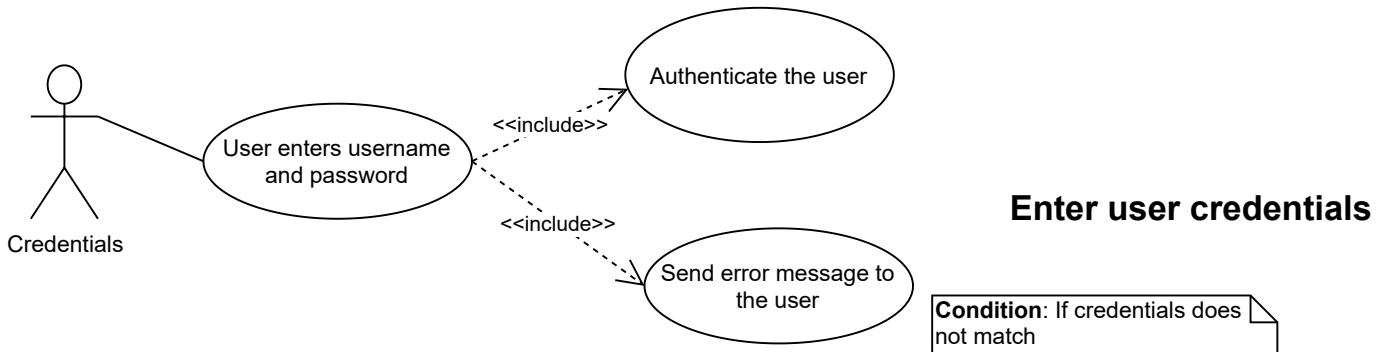 Authenticate the user
<<include>>
User enters username
and password
Enter user credentials
<<include>>
Credentials
Send error message to
the user
Condition: If credentials does
not match